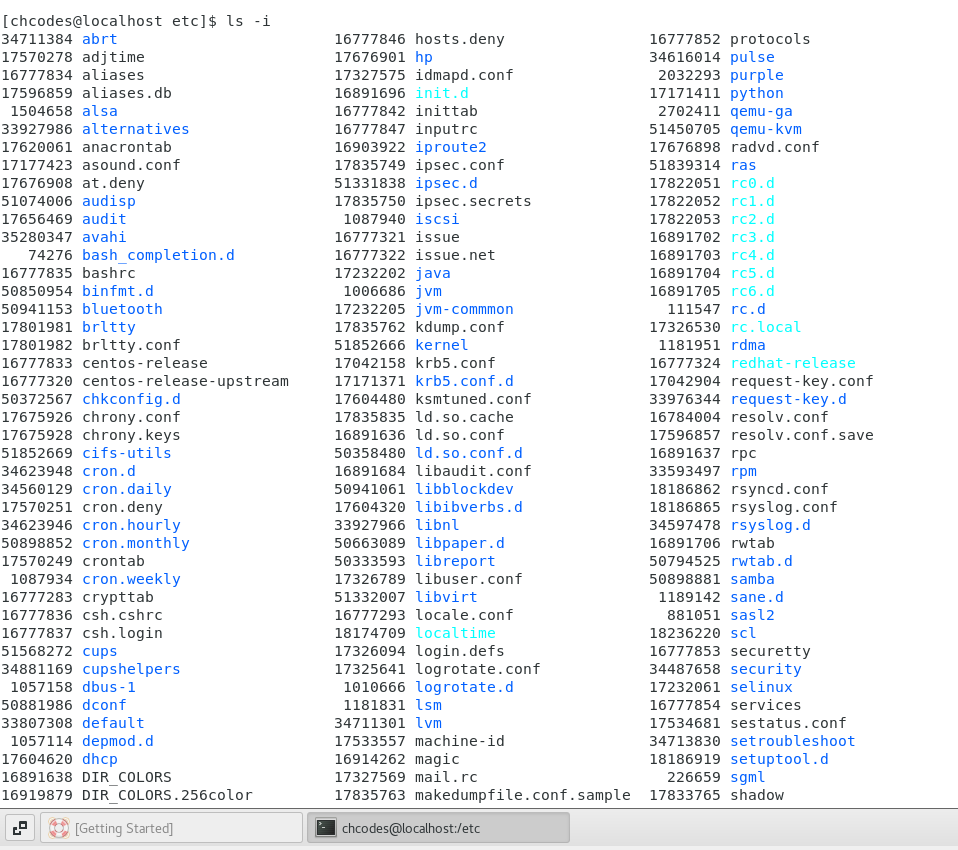 [chcodes@localhost etc]$ ls -i
34711384 abrt 16777846 hosts.deny 16777852 protocols
17570278 adjtime 17676901 hp 34616014 pulse
16777834 aliases 17327575 idmapd.conf 2032293 purple
17596859 aliases.db 16891696 init.d 17171411 python
1504658 alsa 16777842 inittab 2702411 qemu-ga
33927986 alternatives 16777847 inputrc 51450705 qemu-kvm
17620061 anacrontab 16903922 iproute2 17676898 radvd.conf
17177423 asound.conf 17835749 ipsec.conf 51839314 ras
17676908 at.deny 51331838 ipsec.d 17822051 rc0.d
51074006 audisp 17835750 ipsec.secrets 17822052 rc1.d
17656469 audit 1087940 iscsi 17822053 rc2.d
35280347 avahi 16777321 issue 16891702 rc3.d
74276 bash_completion.d 16777322 issue.net 16891703 rc4.d
16777835 bashrc 17232202 java 16891704 rc5.d
50850954 binfmt.d 1006686 jvm 16891705 rc6.d
50941153 bluetooth 17232205 jvm-commmon 111547 rc.d
17801981 brltty 17835762 kdump.conf 17326530 rc.local
17801982 brltty.conf 51852666 kernel 1181951 rdma
16777833 centos-release 17042158 krb5.conf 16777324 redhat-release
16777320 centos-release-upstream 17171371 krb5.conf.d 17042904 request-key.conf
50372567 chkconfig.d 17604480 ksmtuned.conf 33976344 request-key.d
17675926 chrony.conf 17835835 ld.so.cache 16784004 resolv.conf
17675928 chrony.keys 16891636 ld.so.conf 17596857 resolv.conf.save
51852669 cifs-utils 50358480 ld.so.conf.d 16891637 rpc
34623948 cron.d 16891684 libaudit.conf 33593497 rpm
34560129 cron.daily 50941061 libblockdev 18186862 rsyncd.conf
17570251 cron.deny 17604320 libibverbs.d 18186865 rsyslog.conf
34623946 cron.hourly 33927966 libnl 34597478 rsyslog.d
50898852 cron.monthly 50663089 libpaper.d 16891706 rwtab
17570249 crontab 50333593 libreport 50794525 rwtab.d
1087934 cron.weekly 17326789 libuser.conf 50898881 samba
16777283 crypttab 51332007 libvirt 1189142 sane.d
16777836 csh.cshrc 16777293 locale.conf 881051 sasl2
16777837 csh.login 18174709 localtime 18236220 scl
51568272 cups 17326094 login.defs 16777853 securetty
34881169 cupshelpers 17325641 logrotate.conf 34487658 security
1057158 dbus-1 1010666 logrotate.d 17232061 selinux
50881986 dconf 1181831 lsm 16777854 services
33807308 default 34711301 lvm 17534681 sestatus.conf
1057114 depmod.d 17533557 machine-id 34713830 setroubleshoot
17604620 dhcp 16914262 magic 18186919 setuptool.d
16891638 DIR_COLORS 17327569 mail.rc 226659 sgml
16919879 DIR_COLORS.256color 17835763 makedumpfile.conf.sample 17833765 shadow
[Getting Started] chcodes@localhost:/etc